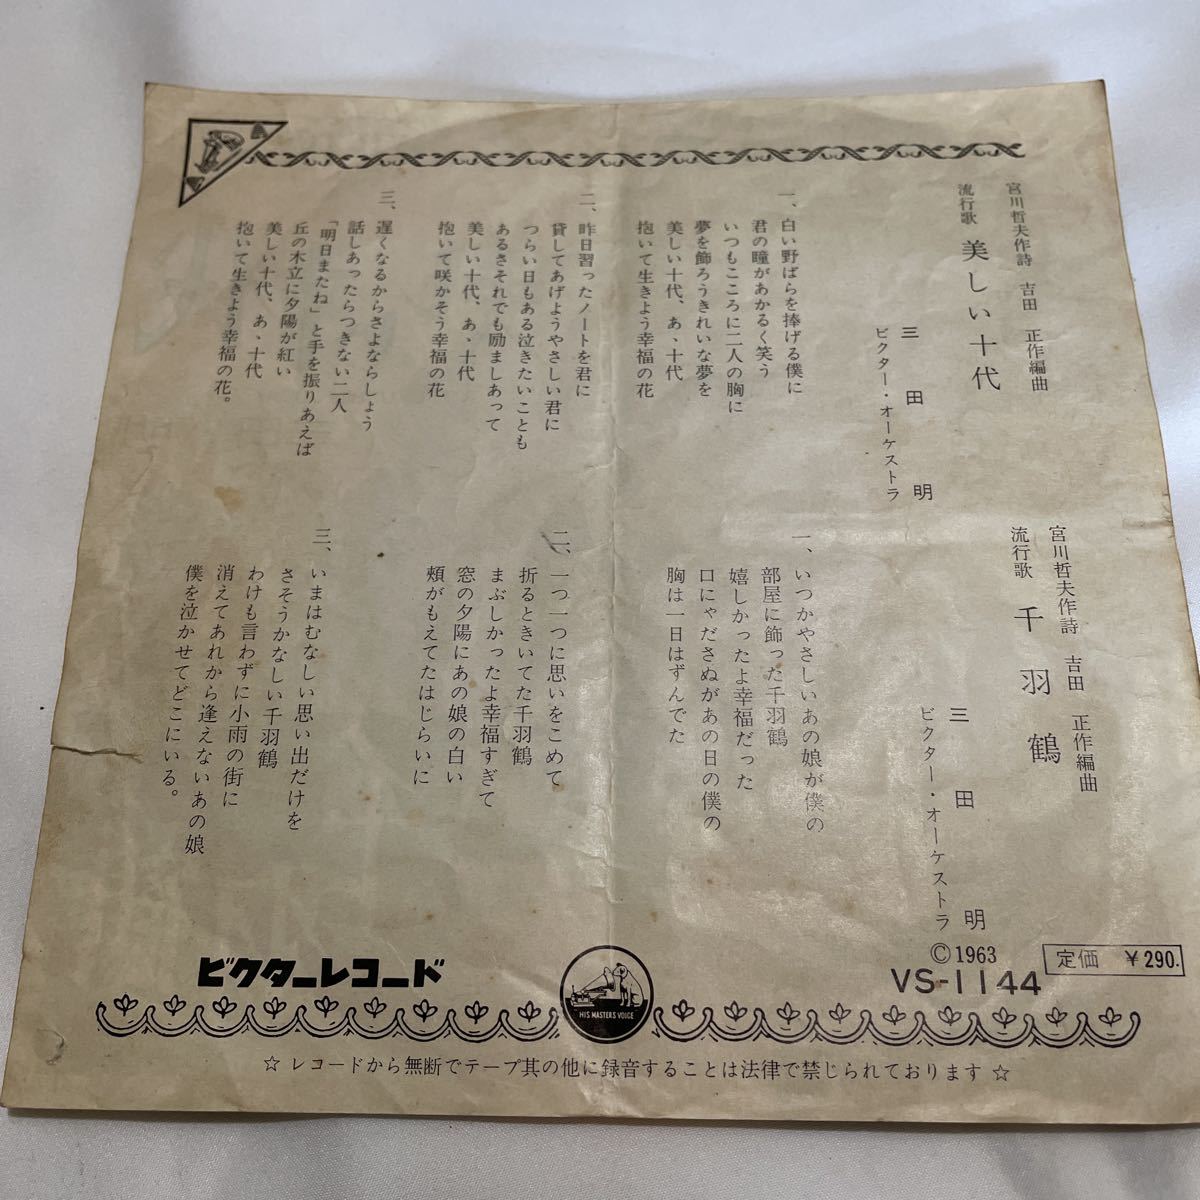 宮川哲夫作詩 吉田 正作編曲
流行歌 美しい十代
三田明
ビクター・オーケストラ
一、白い野ばらを捧げる僕に
君の瞳があかるく笑う
いつもこころに二人の胸に
夢を飾ろうきれいな夢を
美しい十代、あゝ十代
抱いて生きよう幸福の花
二、昨日習ったノートを君に
貸してあげようやさしい君に
つらい日もある泣きたいことも
あるさそれでも励ましあって
美しい十代、あゝ十代
抱いて咲かそう幸福の花
三、遅くなるからさよならしよう
話しあったらつきない二人
「明日またね」と手を振りあえば
丘の木立に夕陽が紅い
美しい十代、あゝ十代
抱いて生きよう幸福の花。
宮川哲夫作詩 吉田 正作編曲
流行歌 千羽鶴
三田明
ビクター・オーケストラ
一、いつかやさしいあの娘が僕の
部屋に飾った千羽鶴
嬉しかったよ幸福だった
口にゃださぬがあの日の僕の
胸は一日はずんでた
二、一つ一つに思いをこめて
折るときいてた千羽鶴
まぶしかったよ幸福すぎて
窓の夕陽にあの娘の白い
頬がもえてたはじらいに
三、いまはむなしい思い出だけを
さそうかなしい千羽鶴
わけも言わずに小雨の街に
消えてあれから逢えないあの娘
僕を泣かせてどこにいる。
ビクターレコード
HIS MASTERS VOICE
Ⓒ1963
VS-1144
定価 ¥290.
☆ レコードから無断でテープ其の他に録音することは法律で禁じられております ☆